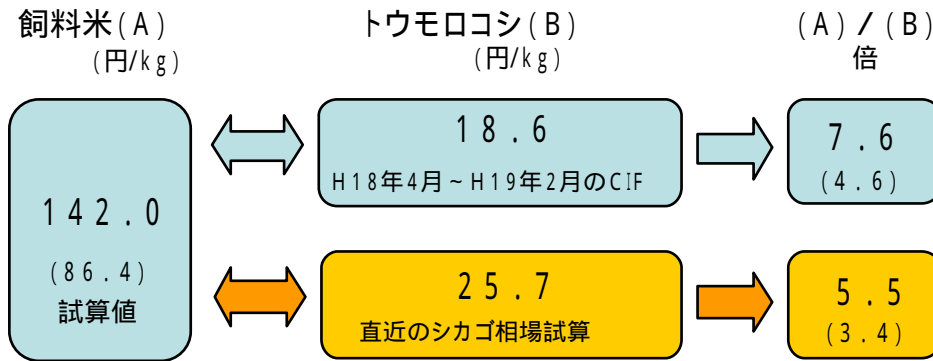 飼料米(A)
(円/kg)
トウモロコシ(B)
(円/kg)
(A)/(B)
倍
142.0
(86.4)
試算値
18.6
H18年4月~H19年2月のCIF
7.6
(4.6)
25.7
直近のシカゴ相場試算
5.5
(3.4)